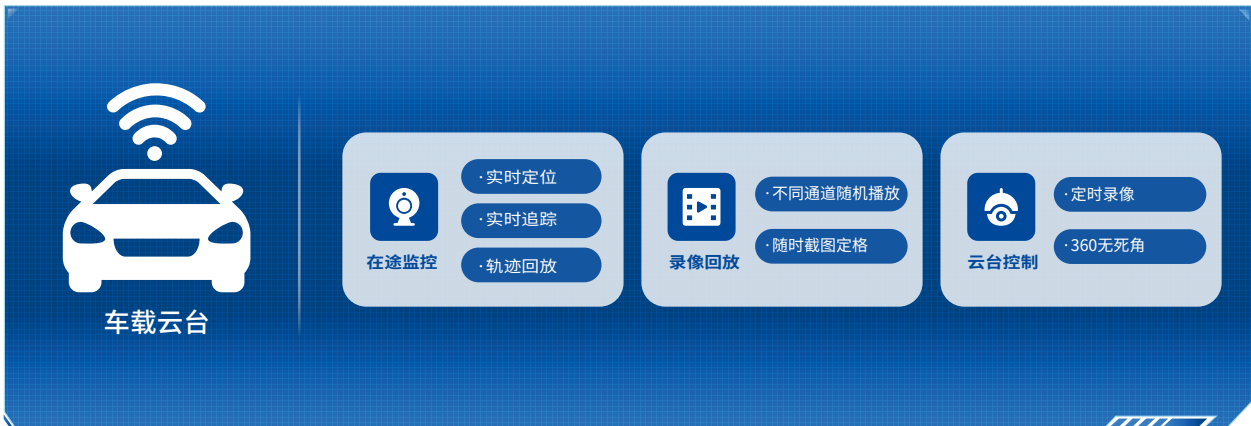 车载云台
在途监控
·实时定位
·实时追踪
·轨迹回放
录像回放
·不同通道随机播放
·随时截图定格
云台控制
·定时录像
·360无死角